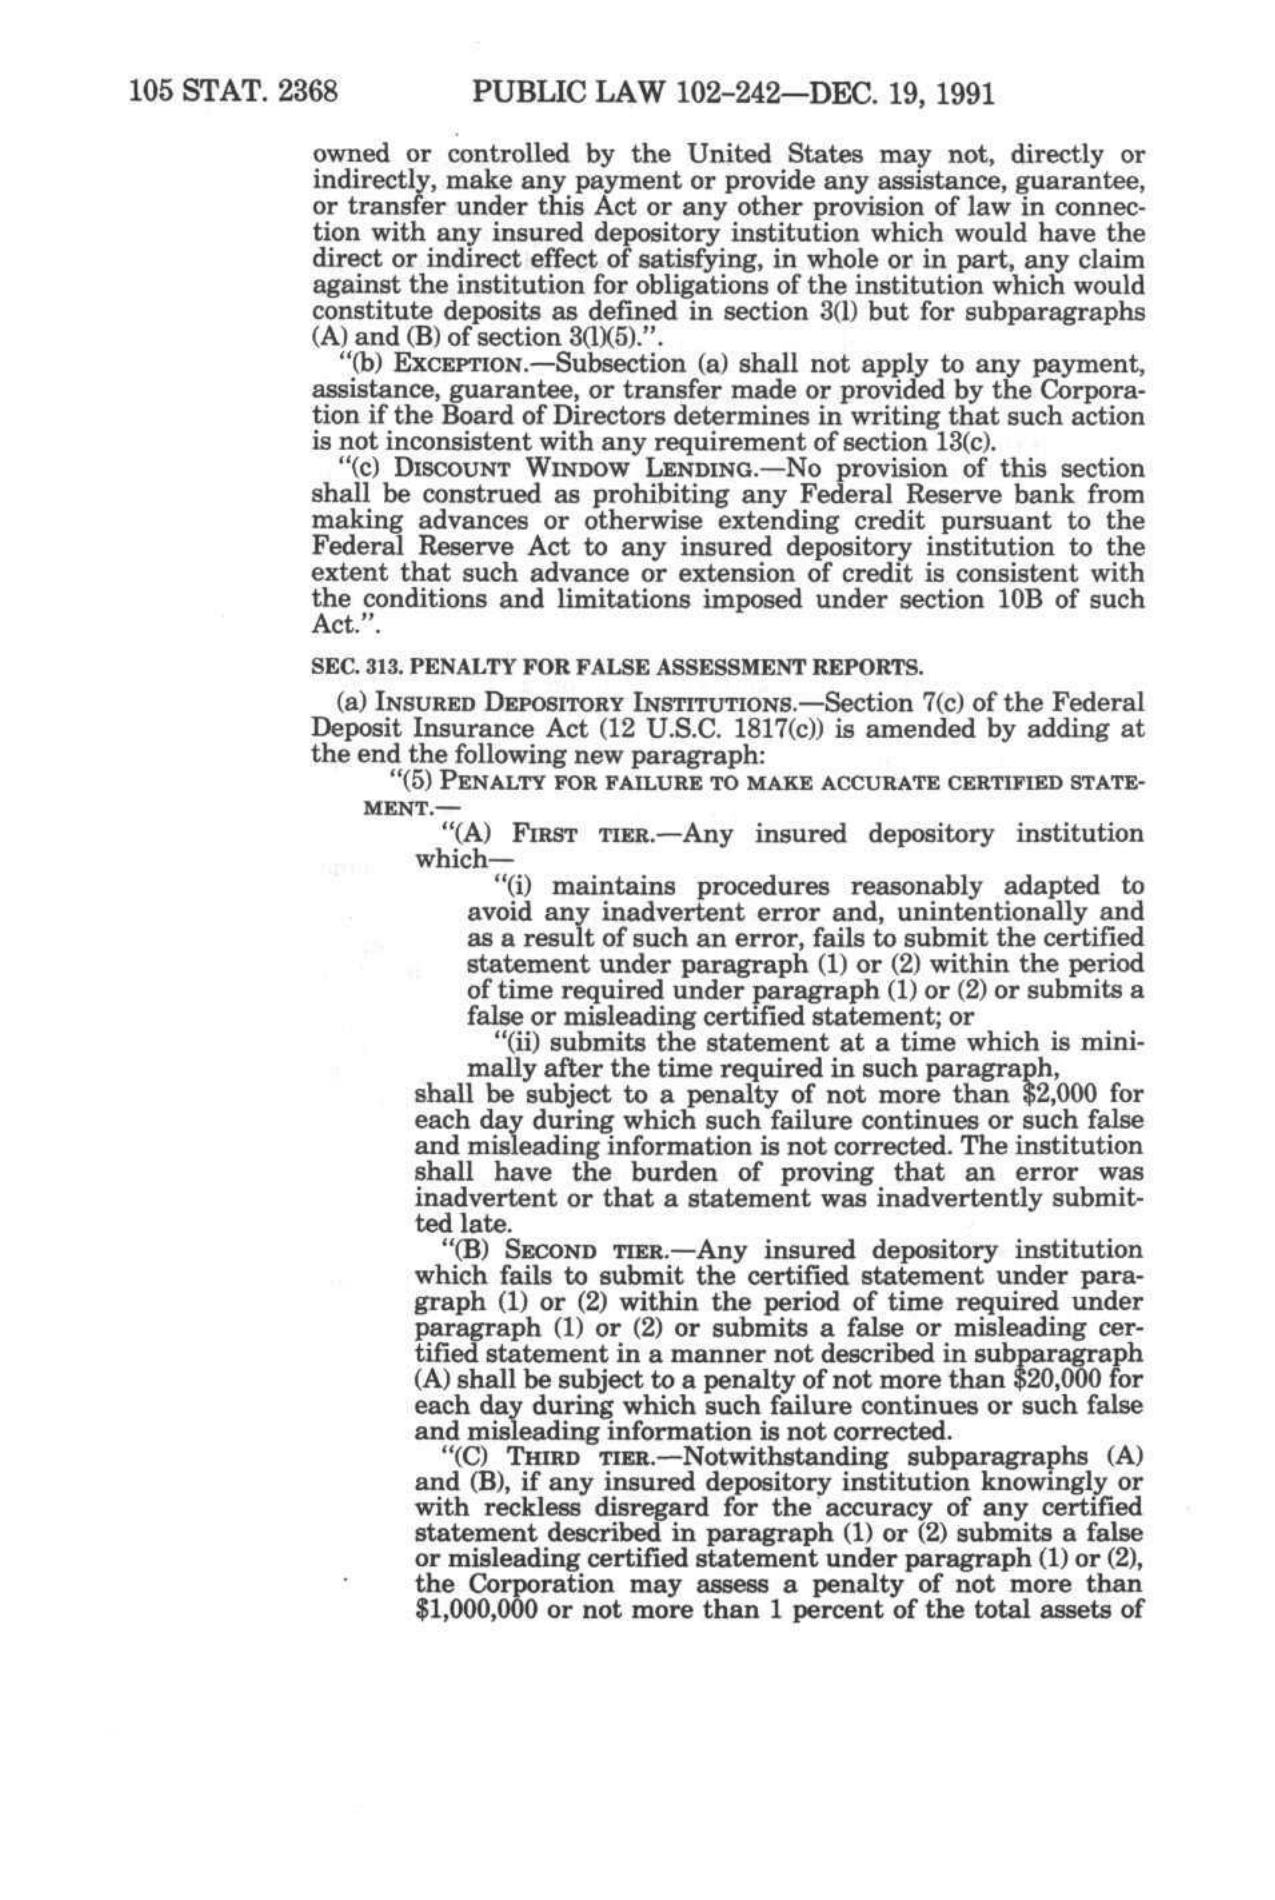 105 STAT. 2368 PUBLIC LAW 102-242—DEC. 19, 1991
owned or controlled by the United States may not, directly or
indirectly, make any payment or provide any assistance, guarantee,
or transfer under this Act or any other provision of law in connec-
tion with any insured depository institution which would have the
direct or indirect effect of satisfying, in whole or in part, any claim
against the institution for obligations of the institution which would
constitute deposits as defined in section 3(l) but for subparagraphs
(A) and (B) of section 3(l)(5).”.
“(b) EXCEPTION.—Subsection (a) shall not apply to any payment,
assistance, guarantee, or transfer made or provided by the Corpora-
tion if the Board of Directors determines in writing that such action
is not inconsistent with any requirement of section 13(c).
“(c) DISCOUNT WINDOW LENDING.—No provision of this section
shall be construed as prohibiting any Federal Reserve bank from
making advances or otherwise extending credit pursuant to the
Federal Reserve Act to any insured depository institution to the
extent that such advance or extension of credit is consistent with
the conditions and limitations imposed under section 10B of such
Act.”.
SEC. 313. PENALTY FOR FALSE ASSESSMENT REPORTS.
(a) INSURED DEPOSITORY INSTITUTIONS.—Section 7(c) of the Federal
Deposit Insurance Act (12 U.S.C. 1817(c)) is amended by adding at
the end the following new paragraph:
“(5) PENALTY FOR FAILURE TO MAKE ACCURATE CERTIFIED STATE-
MENT.—
“(A) FIRST TIER.—Any insured depository institution
which—
“(i) maintains procedures reasonably adapted to
avoid any inadvertent error and, unintentionally and
as a result of such an error, fails to submit the certified
statement under paragraph (1) or (2) within the period
of time required under paragraph (1) or (2) or submits a
false or misleading certified statement; or
“(ii) submits the statement at a time which is mini-
mally after the time required in such paragraph,
shall be subject to a penalty of not more than $2,000 for
each day during which such failure continues or such false
and misleading information is not corrected. The institution
shall have the burden of proving that an error was
inadvertent or that a statement was inadvertently submit-
ted late.
“(B) SECOND TIER.—Any insured depository institution
which fails to submit the certified statement under para-
graph (1) or (2) within the period of time required under
paragraph (1) or (2) or submits a false or misleading cer-
tified statement in a manner not described in subparagraph
(A) shall be subject to a penalty of not more than $20,000 for
each day during which such failure continues or such false
and misleading information is not corrected.
“(C) THIRD TIER.—Notwithstanding subparagraphs (A)
and (B), if any insured depository institution knowingly or
with reckless disregard for the accuracy of any certified
statement described in paragraph (1) or (2) submits a false
or misleading certified statement under paragraph (1) or (2),
the Corporation may assess a penalty of not more than
$1,000,000 or not more than 1 percent of the total assets of